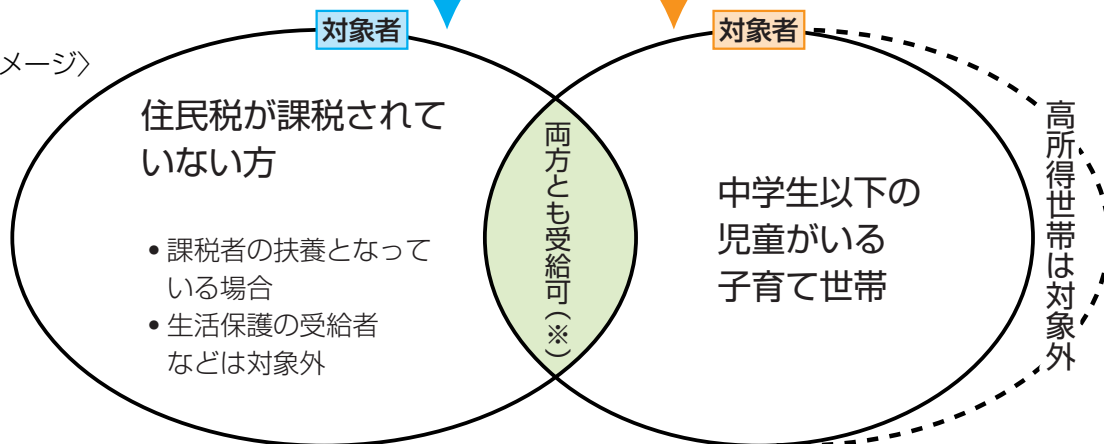 対象者
対象者
メージ〉
住民税が課税されて
いない方
• 課税者の扶養となって
いる場合
• 生活保護の受給者
などは対象外
両方とも受給可(※)
中学生以下の
児童がいる
子育て世帯
高所得世帯は対象外